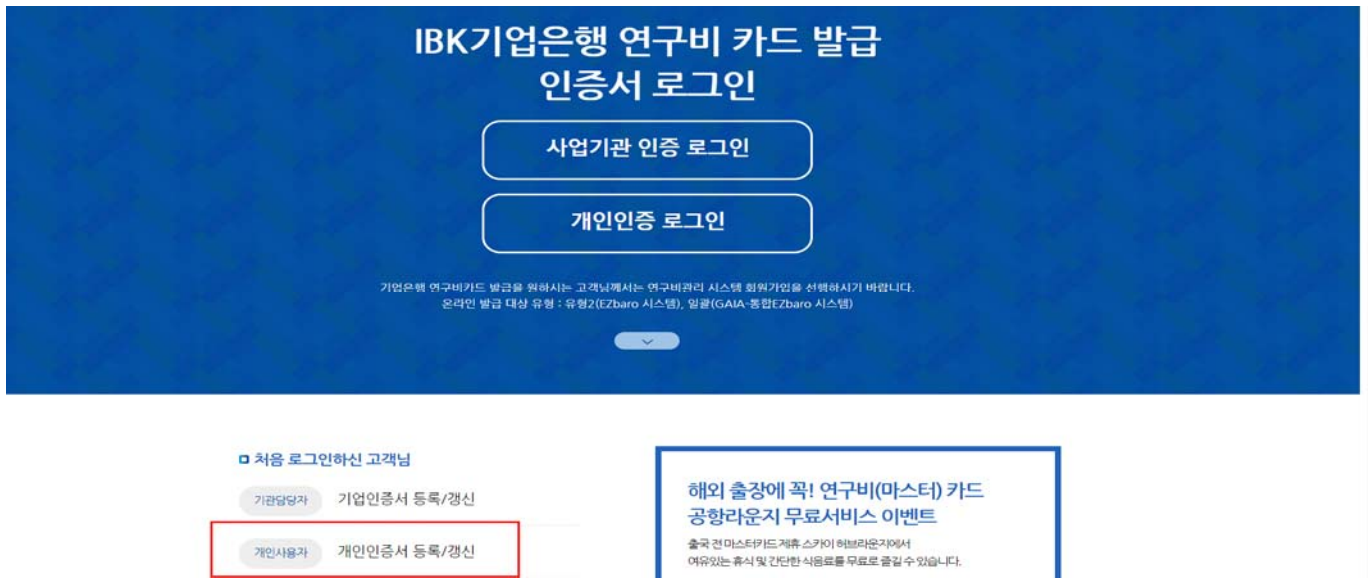 IBK기업은행 연구비 카드 발급
인증서 로그인
사업기관 인증 로그인
개인인증 로그인
기업은행 연구비카드 발급을 원하시는 고객님께서는 연구비관리 시스템 회원가입을 선행하시기 바랍니다.
온라인 발급 대상 유형 : 유형2(EZbaro 시스템), 일괄(GAIA-통합EZbaro 시스템)
처음 로그인하신 고객님
기관담당자 기업인증서 등록/갱신
개인사용자 개인인증서 등록/갱신
해외 출장에 꼭! 연구비(마스터) 카드
공항라운지 무료서비스 이벤트
출국 전 마스터카드 제휴 스카이 허브라운지에서
여유있는 휴식 및 간단한 식음료를 무료로 즐길 수 있습니다.